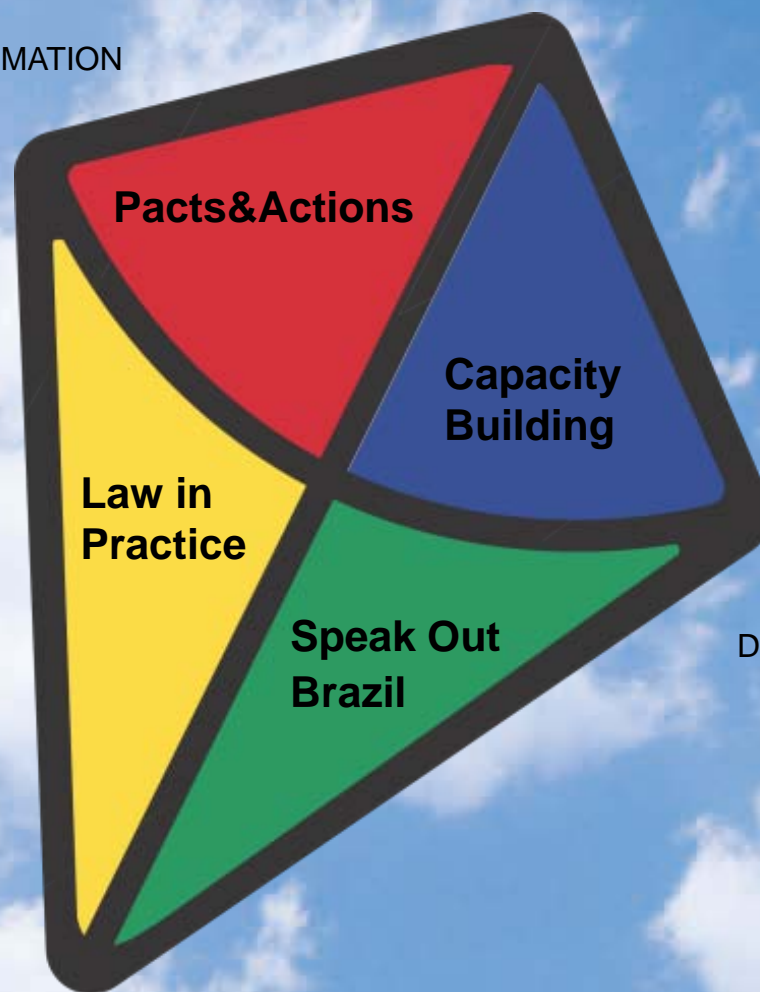 MATION
Pacts&Actions
Capacity
Building
Law in
Practice
Speak Out
Brazil
D